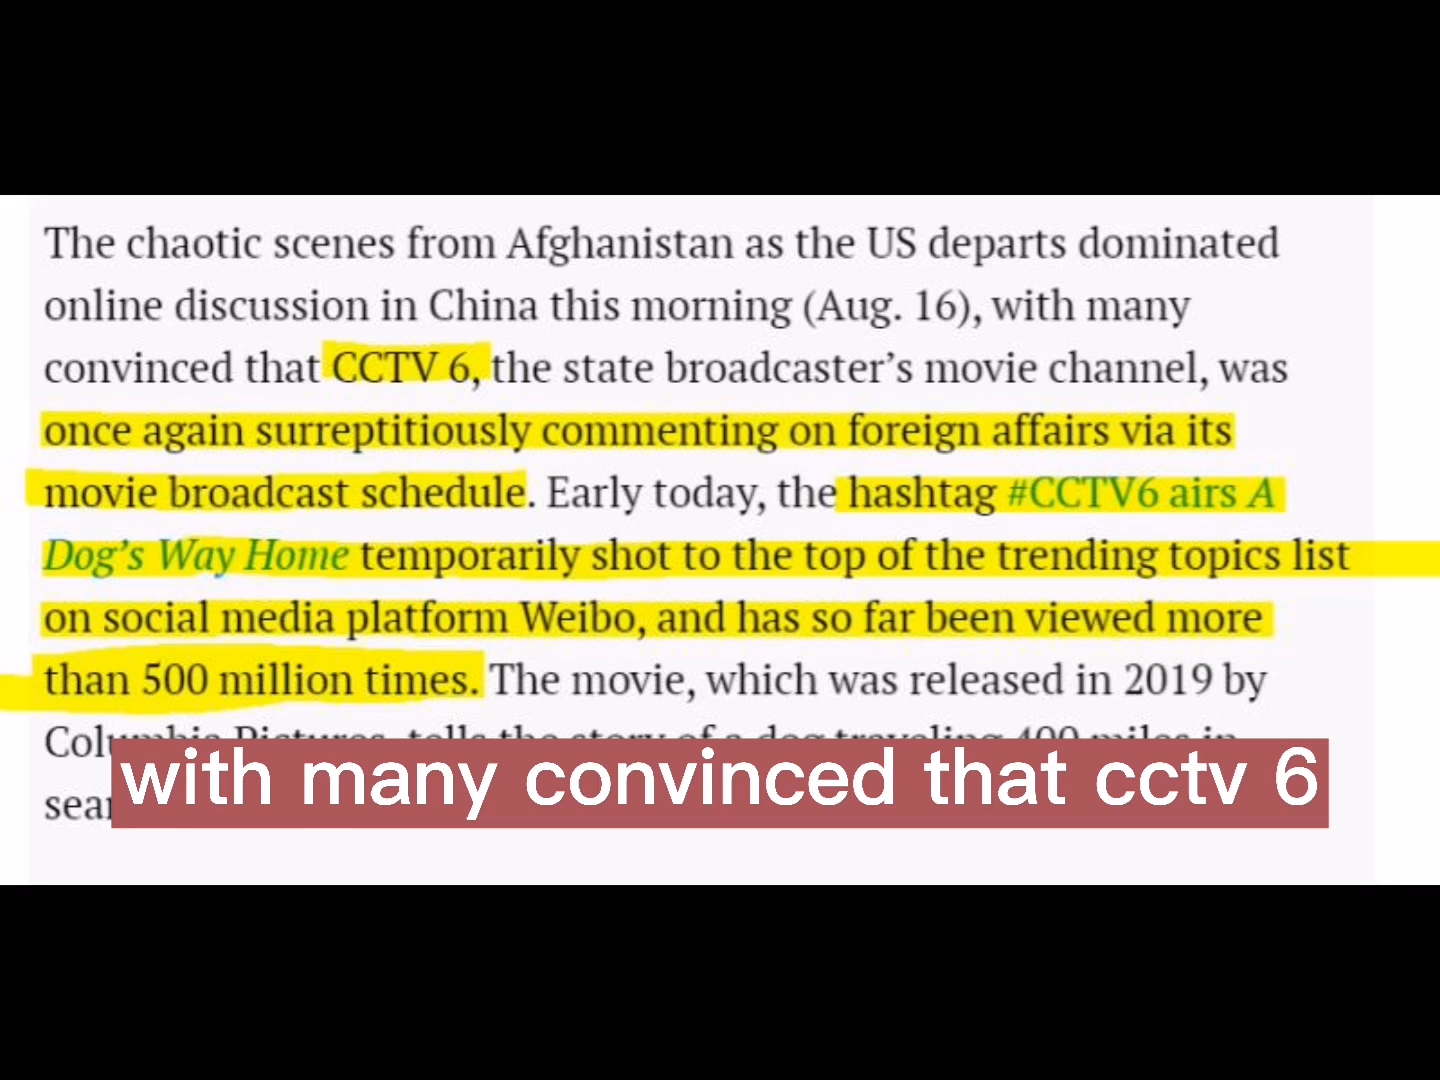 The chaotic scenes from Afghanistan as the US departs dominated
online discussion in China this morning (Aug. 16), with many
convinced that CCTV 6, the state broadcaster’s movie channel, was
once again surreptitiously commenting on foreign affairs via its
movie broadcast schedule. Early today, the hashtag #CCTV6 airs A
Dog’s Way Home temporarily shot to the top of the trending topics list
on social media platform Weibo, and has so far been viewed more
than 500 million times. The movie, which was released in 2019 by
with many convinced that cctv 6